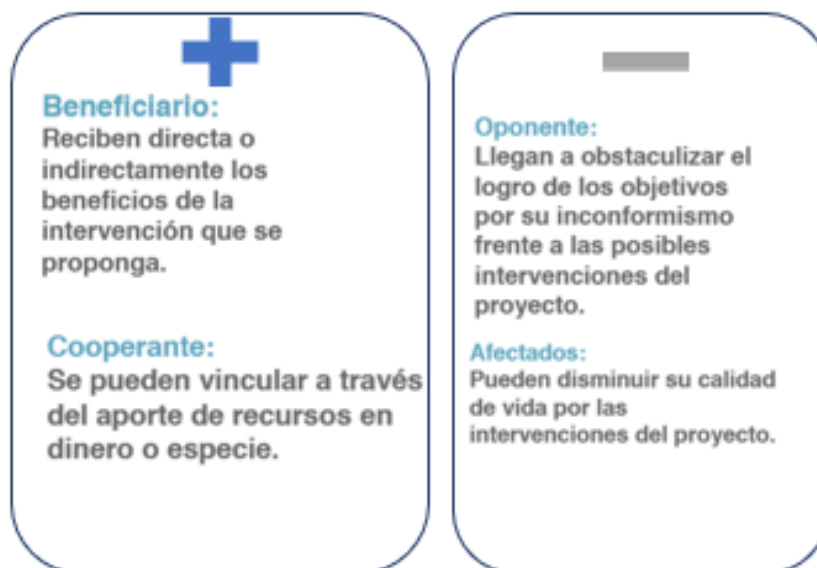 Beneficiario:
Reciben directa o
indirectamente los
beneficios de la
intervención que se
proponga.
Cooperante:
Se pueden vincular a través
del aporte de recursos en
dinero o especie.
Oponente:
Llegan a obstaculizar el
logro de los objetivos
por su inconformismo
frente a las posibles
intervenciones del
proyecto.
Afectados:
Pueden disminuir su calidad
de vida por las
intervenciones del proyecto.